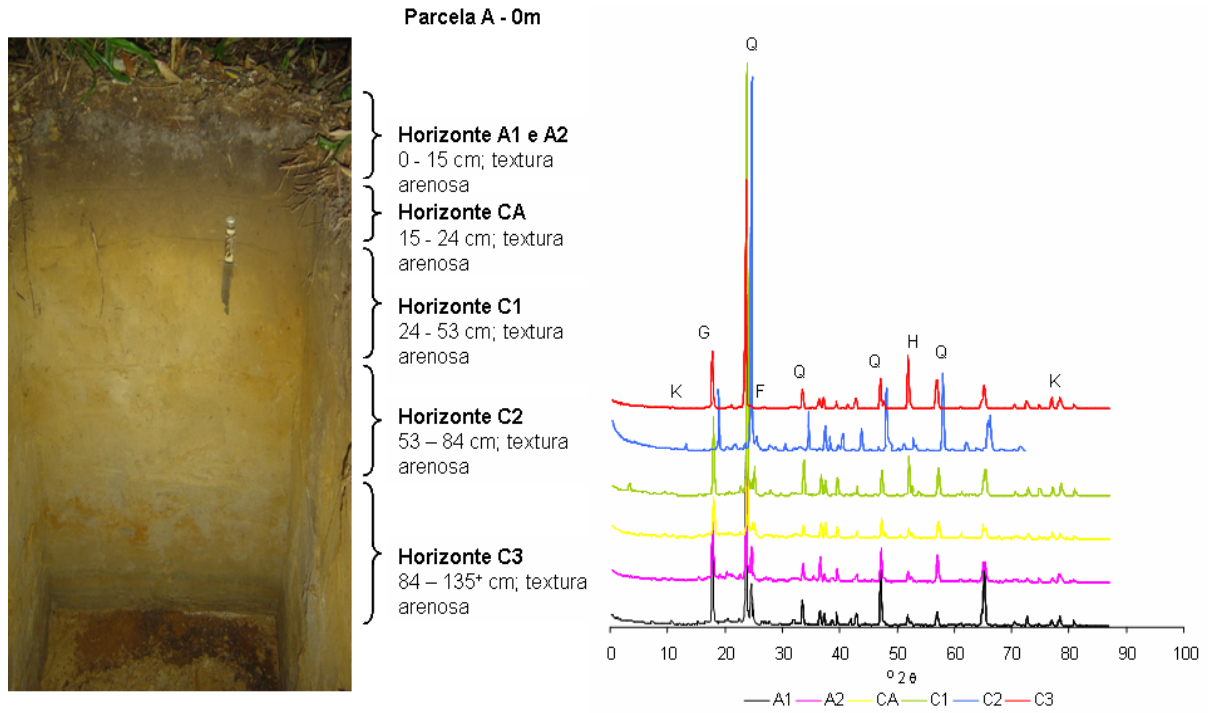 Parcela A - 0m
Horizonte A1 e A2
0 - 15 cm; textura
arenosa
Horizonte CA
15 - 24 cm; textura
arenosa
Horizonte C1
24 - 53 cm; textura
arenosa
Horizonte C2
53 – 84 cm; textura
arenosa
Horizonte C3
84 – 135⁺ cm; textura
arenosa
Q
G
H
Q
Q
Q
K
F
K
0 10 20 30 40 50 60 70 80 90 100
º 2 θ
A1 A2 CA C1 C2 C3